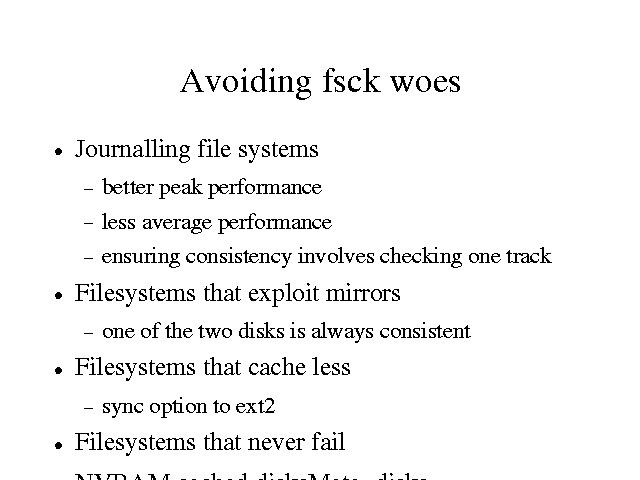 Avoiding fsck woes
• Journalling file systems
– better peak performance
– less average performance
– ensuring consistency involves checking one track
• Filesystems that exploit mirrors
– one of the two disks is always consistent
• Filesystems that cache less
– sync option to ext2
• Filesystems that never fail